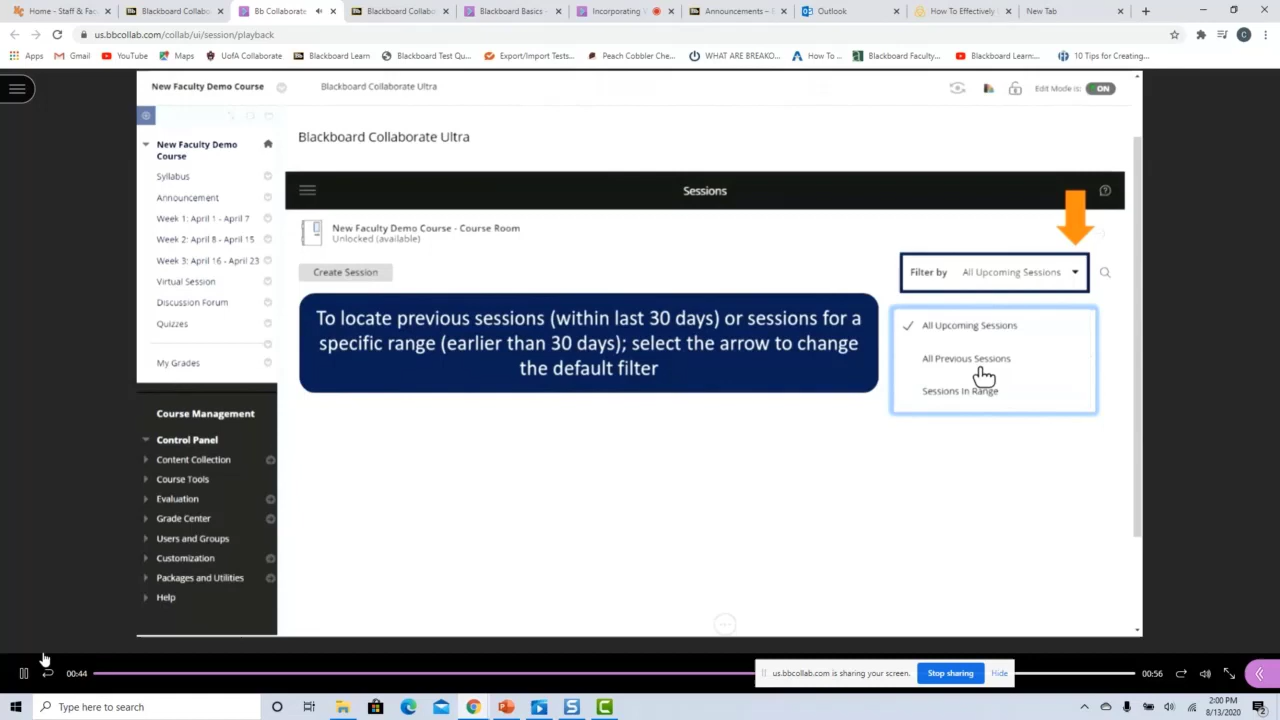 Home - Staff & Fac
Blackboard Collabo
Bb Collaborate
Blackboard Collabo
Blackboard Basics -
Incorporating V
Announcements –
Outlook
How To Effectively
New Tab
us.bbcollab.com/collab/ui/session/playback
C
Apps
Gmail
YouTube
Maps
UofA Collaborate
Blackboard Learn
Blackboard Test Qu...
Export/Import Tests...
Peach Cobbler Che...
WHAT ARE BREAKO...
How To ...
Blackboard Faculty...
Blackboard Learn:...
10 Tips for Creating...
New Faculty Demo Course
Blackboard Collaborate Ultra
Edit Mode is: ON
New Faculty Demo
Course
Syllabus
Announcement
Week 1: April 1 - April 7
Week 2: April 8 - April 15
Week 3: April 16 - April 23
Virtual Session
Discussion Forum
Quizzes
My Grades
Course Management
Control Panel
Content Collection
Course Tools
Evaluation
Grade Center
Users and Groups
Customization
Packages and Utilities
Help
Blackboard Collaborate Ultra
Sessions
New Faculty Demo Course - Course Room
Unlocked (available)
Create Session
Filter by All Upcoming Sessions
To locate previous sessions (within last 30 days) or sessions for a
specific range (earlier than 30 days); select the arrow to change
the default filter
All Upcoming Sessions
All Previous Sessions
Sessions In Range
00:44
us.bbcollab.com is sharing your screen.
Stop sharing
Hide
00:56
Type here to search
2:00 PM
8/13/2020
2